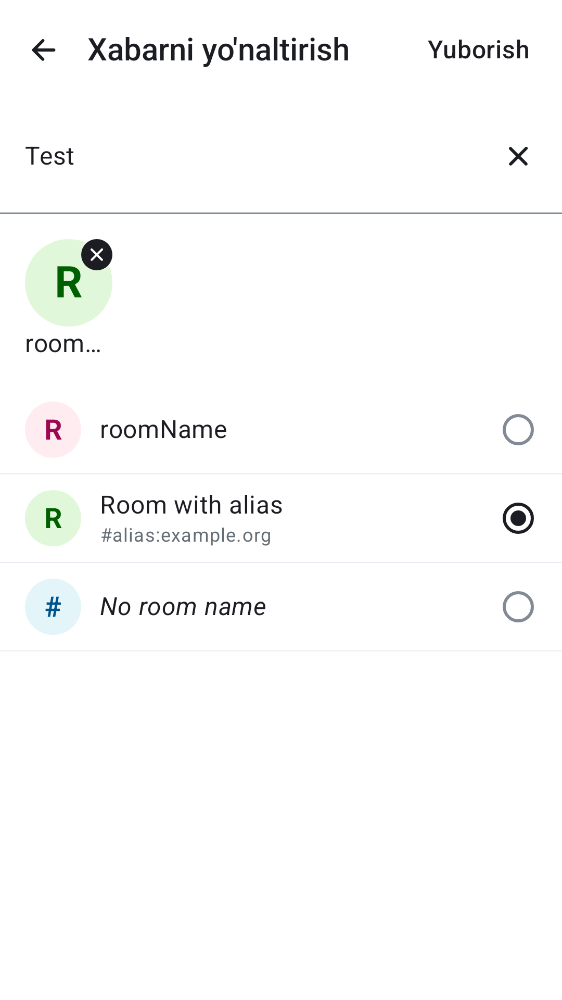 Xabarni yo'naltirish Yuborish
Test
R
room…
R roomName
R Room with alias
#alias:example.org
# No room name